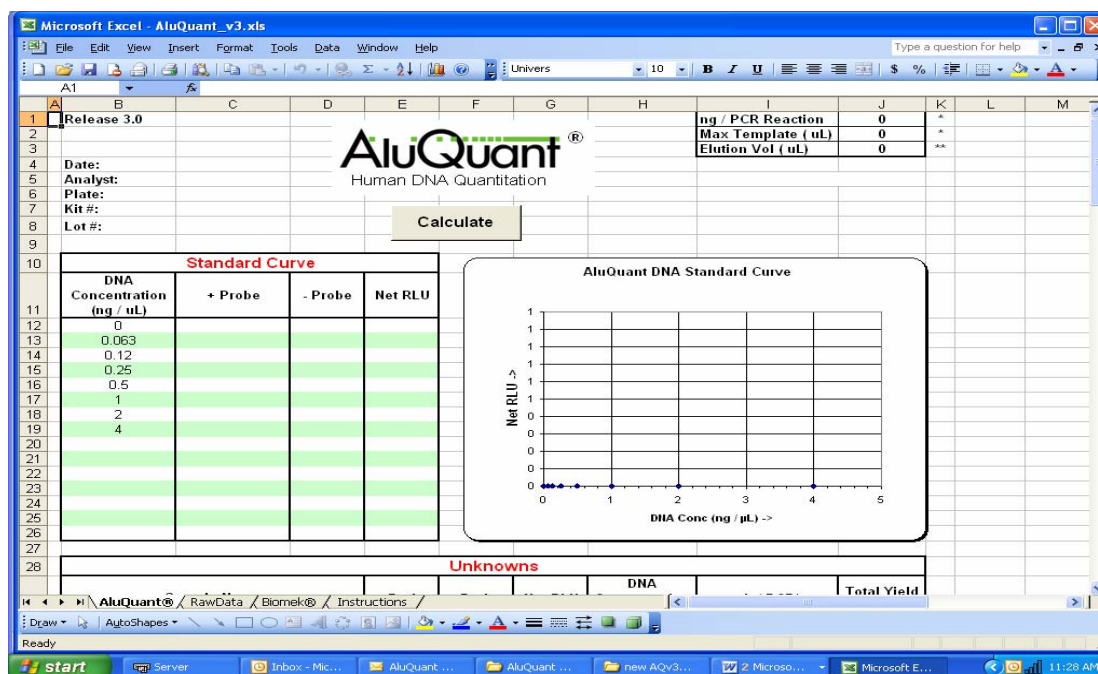 Microsoft Excel - AluQuant_v3.xls
File Edit View Insert Format Tools Data Window Help Type a question for help
Univers 10 B I U $ %
A1 fx
A B C D E F G H I J K L M
1 Release 3.0 ng / PCR Reaction 0 *
2 Max Template ( uL) 0 *
3 Elution Vol ( uL) 0 **
AluQuant ®
Human DNA Quantitation
4 Date:
5 Analyst:
6 Plate:
7 Kit #:
8 Lot #:
Calculate
9
10 Standard Curve
11 DNA Concentration (ng / uL) + Probe - Probe Net RLU
12 0
13 0.063
14 0.12
15 0.25
16 0.5
17 1
18 2
19 4
20
21
22
23
24
25
26
27
AluQuant DNA Standard Curve
1
1
1
1
1
1
0
0
0
0
0
Net RLU ->
0 1 2 3 4 5
DNA Conc (ng / µL) ->
28 Unknowns
DNA
Total Yield
AluQuant® RawData Biomek® Instructions
Draw AutoShapes
Ready
start Server Inbox - Mic... AluQuant ... AluQuant ... new AQv3... 2 Microso... Microsoft E... 11:28 AM